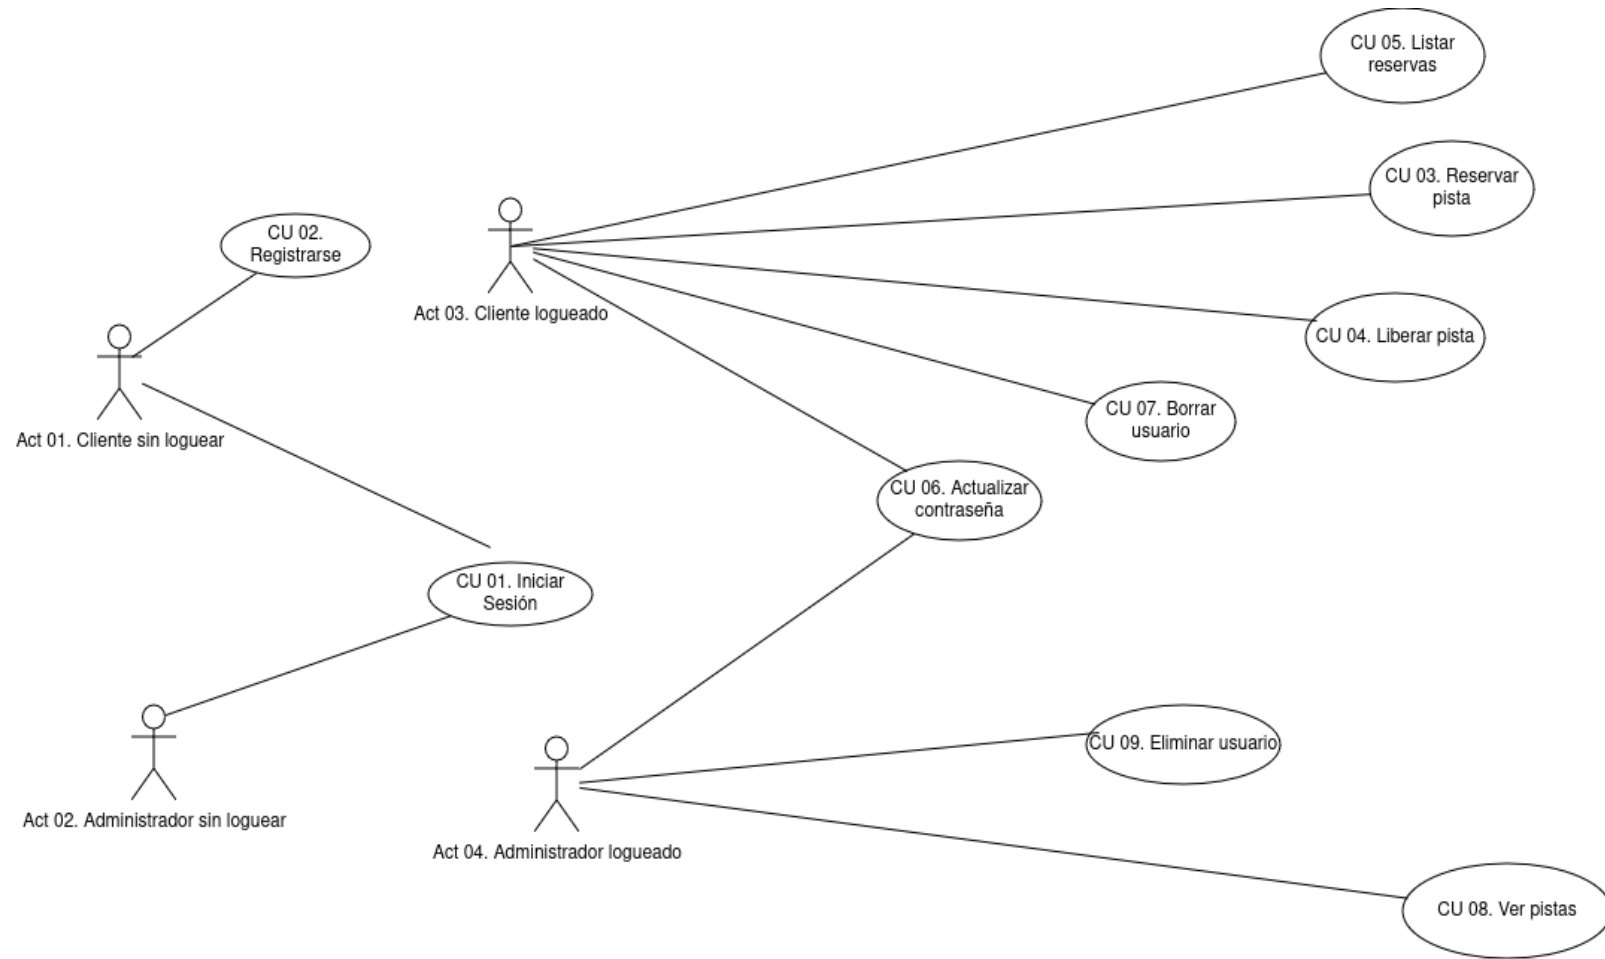 CU 05. Listar
reservas
CU 03. Reservar
pista
CU 02.
Registrarse
Act 03. Cliente logueado
CU 04. Liberar pista
CU 07. Borrar
usuario
Act 01. Cliente sin loguear
CU 06. Actualizar
contraseña
CU 01. Iniciar
Sesión
CU 09. Eliminar usuario
Act 02. Administrador sin loguear
Act 04. Administrador logueado
CU 08. Ver pistas